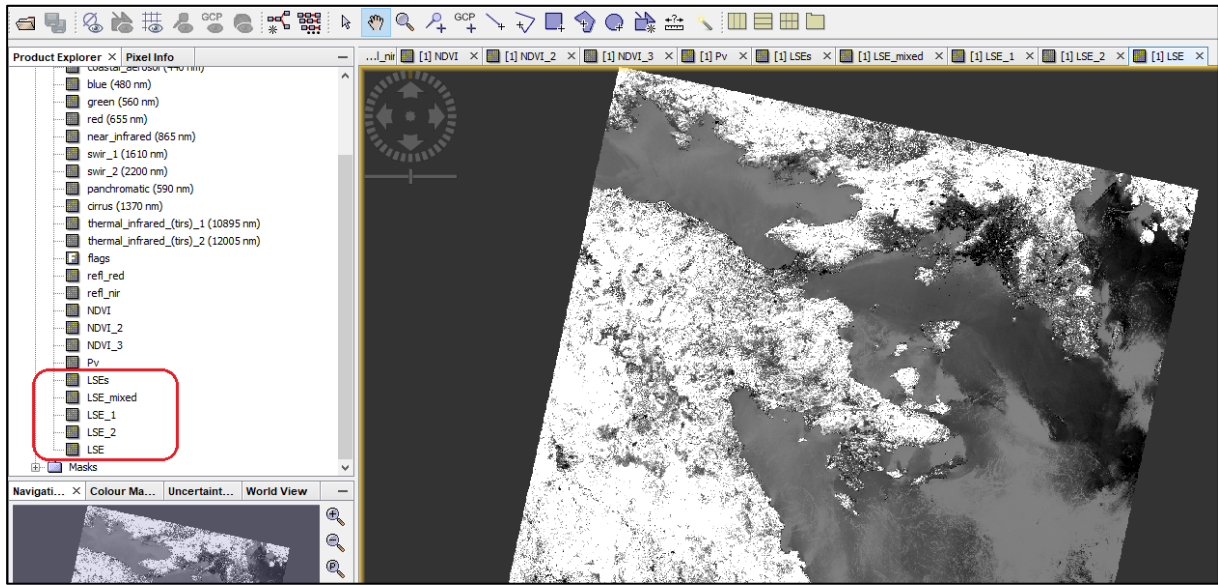 GCP
GCP
Product Explorer × Pixel Info
…l_nir [1] NDVI × [1] NDVI_2 × [1] NDVI_3 × [1] Pv × [1] LSEs × [1] LSE_mixed × [1] LSE_1 × [1] LSE_2 × [1] LSE ×
coastal_aerosol (440 nm)
blue (480 nm)
green (560 nm)
red (655 nm)
near_infrared (865 nm)
swir_1 (1610 nm)
swir_2 (2200 nm)
panchromatic (590 nm)
cirrus (1370 nm)
thermal_infrared_(tirs)_1 (10895 nm)
thermal_infrared_(tirs)_2 (12005 nm)
F flags
refl_red
refl_nir
NDVI
NDVI_2
NDVI_3
Pv
LSEs
LSE_mixed
LSE_1
LSE_2
LSE
Masks
Navigati... × Colour Ma... Uncertaint... World View
P